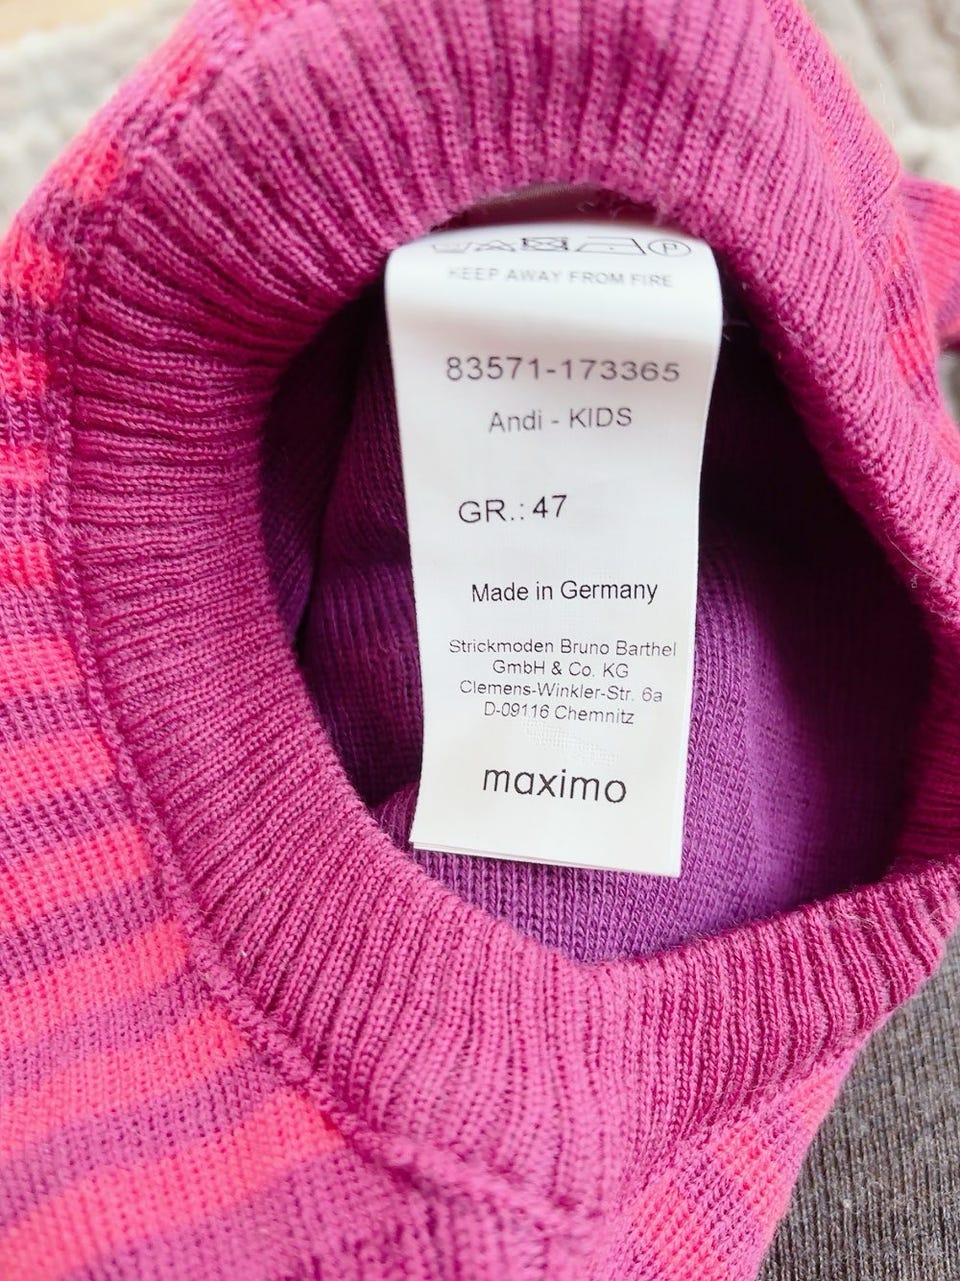 KEEP AWAY FROM FIRE
83571-173365
Andi - KIDS
GR.: 47
Made in Germany
Strickmoden Bruno Barthel
GmbH & Co. KG
Clemens-Winkler-Str. 6a
D-09116 Chemnitz
maximo